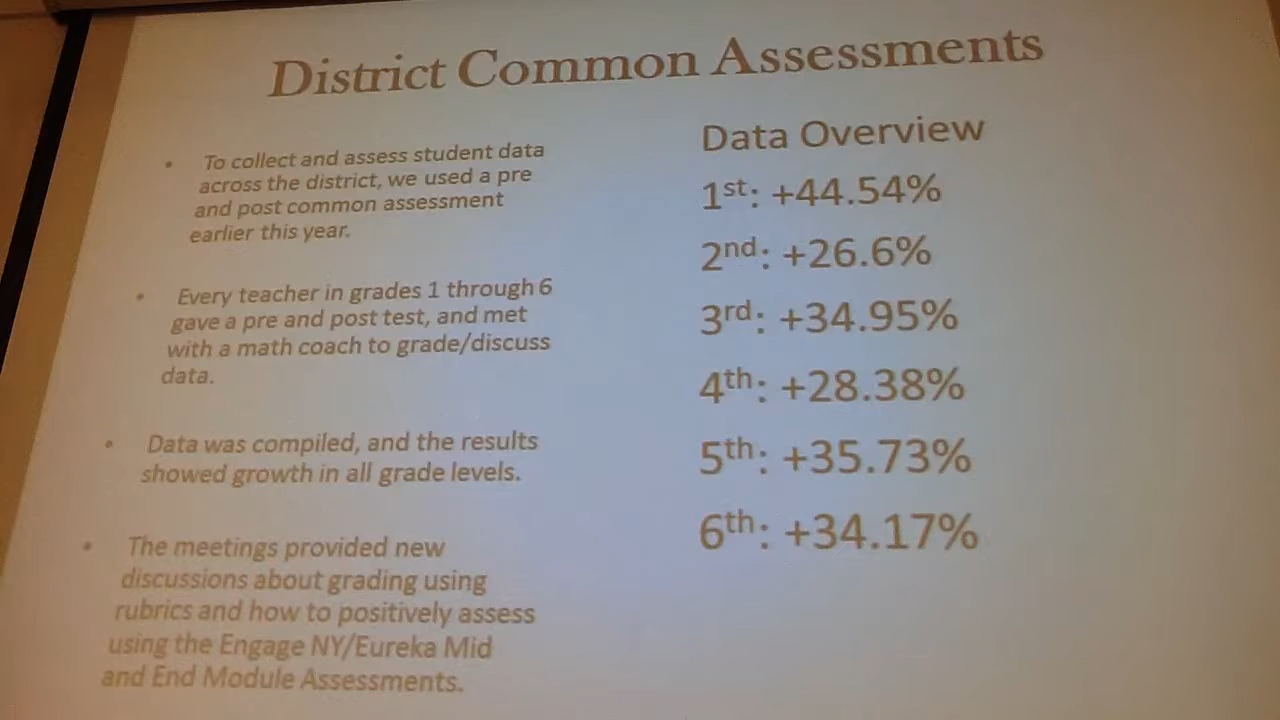 District Common Assessments
• To collect and assess student data
across the district, we used a pre
and post common assessment
earlier this year.
• Every teacher in grades 1 through 6
gave a pre and post test, and met
with a math coach to grade/discuss
data.
• Data was compiled, and the results
showed growth in all grade levels.
• The meetings provided new
discussions about grading using
rubrics and how to positively assess
using the Engage NY/Eureka Mid
and End Module Assessments.
Data Overview
1st: +44.54%
2nd: +26.6%
3rd: +34.95%
4th: +28.38%
5th: +35.73%
6th: +34.17%